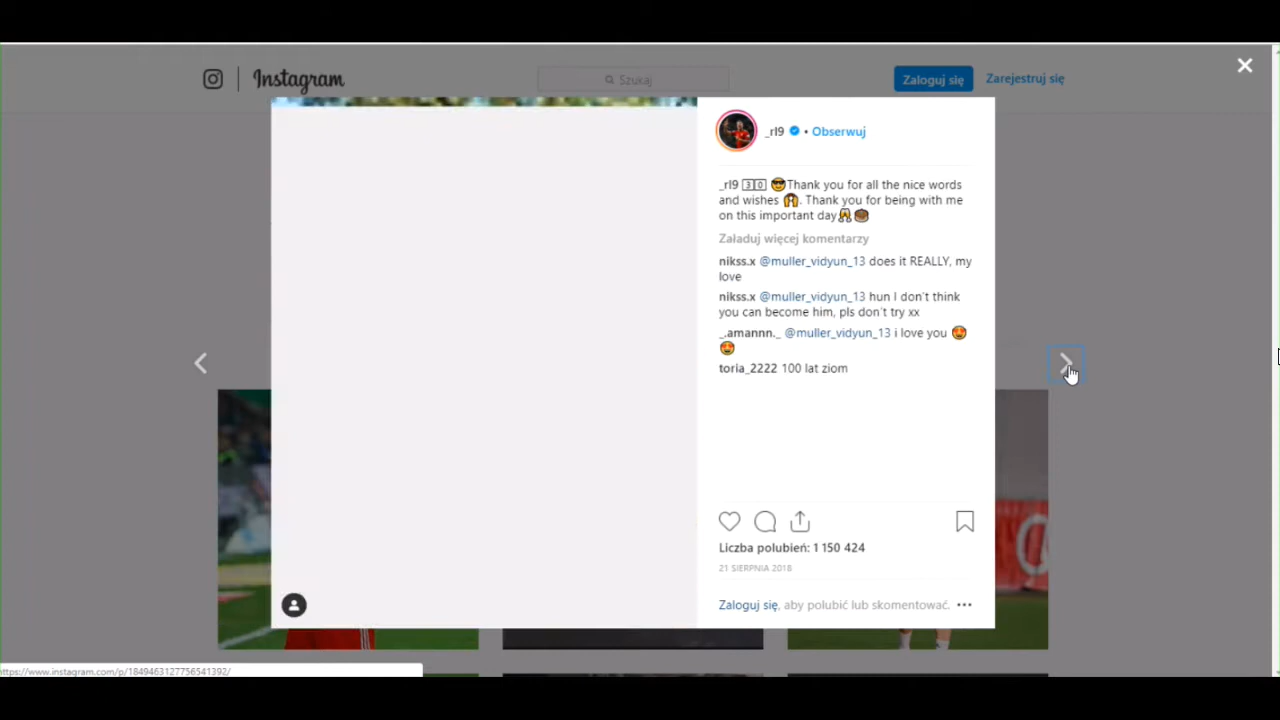 Instagram
Szukaj
Zaloguj się
Zarejestruj się
_rl9 • Obserwuj
_rl9 3️0️ 😎Thank you for all the nice words
and wishes 🙌. Thank you for being with me
on this important day🥂🎂
Załaduj więcej komentarzy
nikss.x @muller_vidyun_13 does it REALLY, my
love
nikss.x @muller_vidyun_13 hun I don't think
you can become him, pls don't try xx
_.amannn._ @muller_vidyun_13 i love you 😍
😍
toria_2222 100 lat ziom
Liczba polubień: 1 150 424
21 SIERPNIA 2018
Zaloguj się, aby polubić lub skomentować. •••
https://www.instagram.com/p/1849463127756541392/